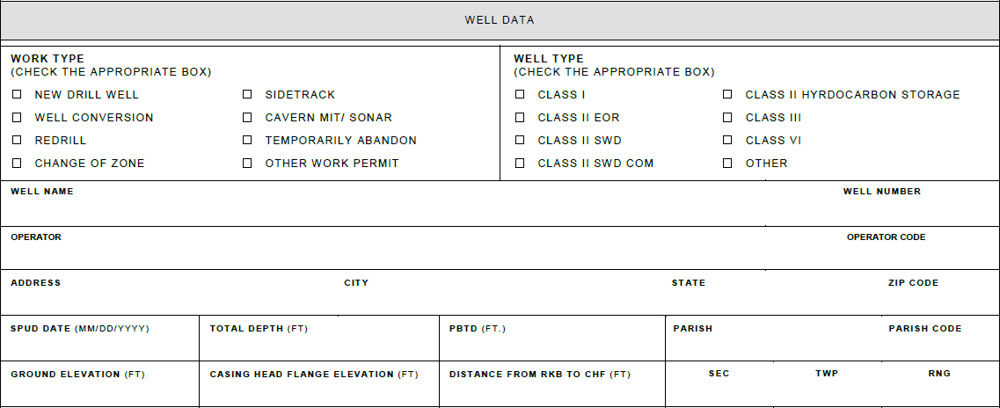 WELL DATA
WORK TYPE
(CHECK THE APPROPRIATE BOX)
NEW DRILL WELL
SIDETRACK
WELL CONVERSION
CAVERN MIT/ SONAR
REDRILL
TEMPORARILY ABANDON
CHANGE OF ZONE
OTHER WORK PERMIT
WELL TYPE
(CHECK THE APPROPRIATE BOX)
CLASS I
CLASS II HYRDOCARBON STORAGE
CLASS II EOR
CLASS III
CLASS II SWD
CLASS VI
CLASS II SWD COM
OTHER
WELL NAME
WELL NUMBER
OPERATOR
OPERATOR CODE
ADDRESS
CITY
STATE
ZIP CODE
SPUD DATE (MM/DD/YYYY)
TOTAL DEPTH (FT)
PBTD (FT.)
PARISH
PARISH CODE
GROUND ELEVATION (FT)
CASING HEAD FLANGE ELEVATION (FT)
DISTANCE FROM RKB TO CHF (FT)
SEC
TWP
RNG